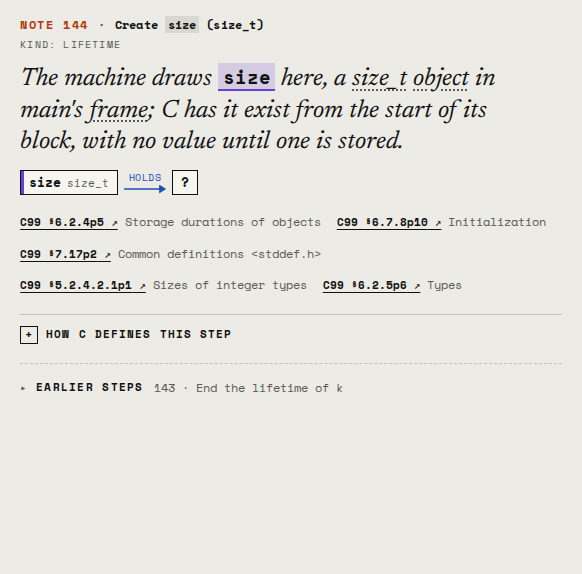 NOTE 144 · Create size (size_t)
KIND: LIFETIME
The machine draws size here, a size_t object in
main's frame; C has it exist from the start of its
block, with no value until one is stored.
size size_t HOLDS ?
C99 §6.2.4p5 ↗ Storage durations of objects C99 §6.7.8p10 ↗ Initialization
C99 §7.17p2 ↗ Common definitions <stddef.h>
C99 §5.2.4.2.1p1 ↗ Sizes of integer types C99 §6.2.5p6 ↗ Types
+ HOW C DEFINES THIS STEP
▸ EARLIER STEPS 143 · End the lifetime of k